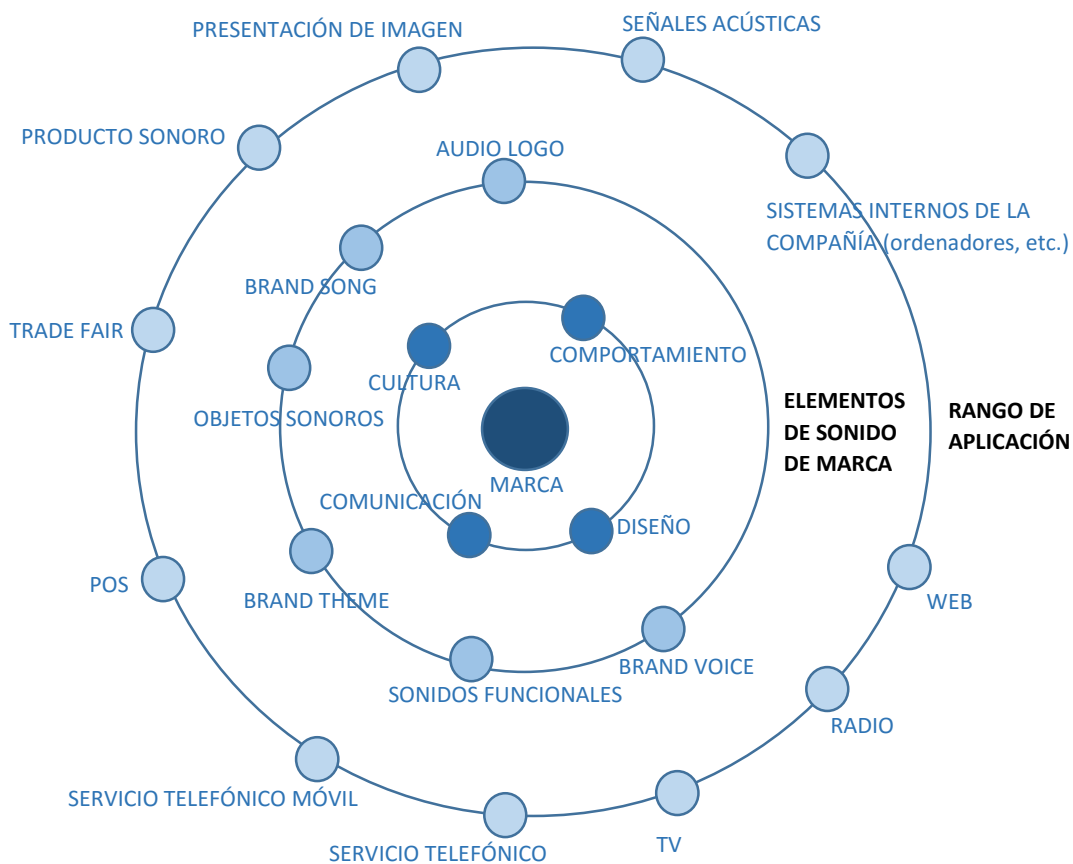 PRESENTACIÓN DE IMAGEN
SEÑALES ACÚSTICAS
PRODUCTO SONORO
AUDIO LOGO
SISTEMAS INTERNOS DE LA
COMPAÑÍA (ordenadores, etc.)
BRAND SONG
TRADE FAIR
COMPORTAMIENTO
CULTURA
OBJETOS SONOROS
ELEMENTOS
DE SONIDO
DE MARCA
RANGO DE
APLICACIÓN
MARCA
COMUNICACIÓN
DISEÑO
POS
BRAND THEME
WEB
BRAND VOICE
SONIDOS FUNCIONALES
RADIO
SERVICIO TELEFÓNICO MÓVIL
TV
SERVICIO TELEFÓNICO